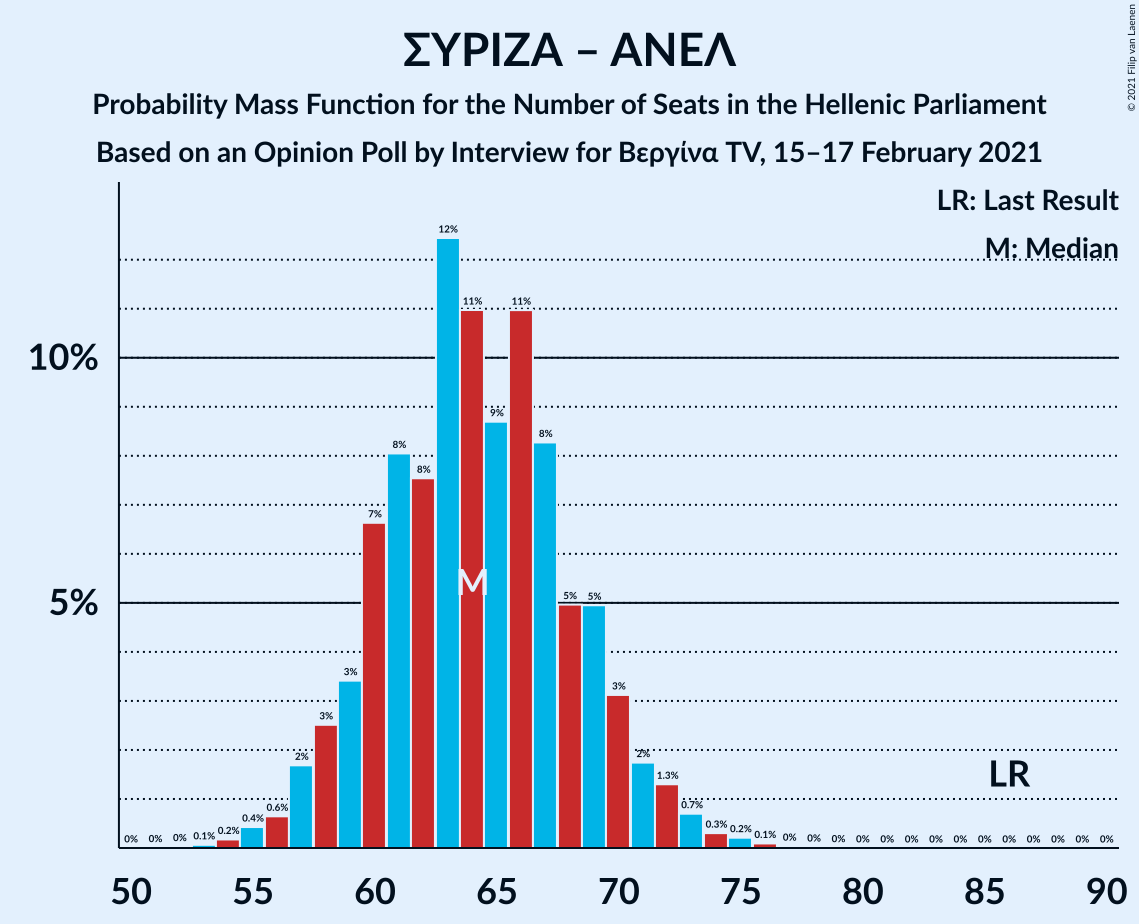 ΣΥΡΙΖΑ – ΑΝΕΛ
Probability Mass Function for the Number of Seats in the Hellenic Parliament
Based on an Opinion Poll by Interview for Βεργίνα TV, 15–17 February 2021
© 2021 Filip van Laenen
LR: Last Result
M: Median
10%
5%
0% 0% 0% 0.1% 0.2% 0.4% 0.6% 2% 3% 3% 7% 8% 8% 12% 11% 9% 11% 8% 5% 5% 3% 2% 1.3% 0.7% 0.3% 0.2% 0.1% 0% 0% 0% 0% 0% 0% 0% 0% 0% 0% 0% 0% 0% 0%
M
LR
50 55 60 65 70 75 80 85 90